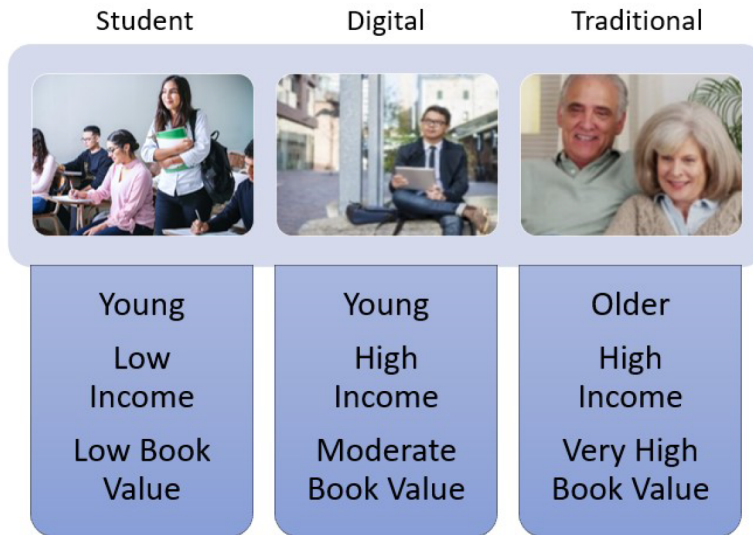 Student
Digital
Traditional
Young
Low
Income
Low Book
Value
Young
High
Income
Moderate
Book Value
Older
High
Income
Very High
Book Value